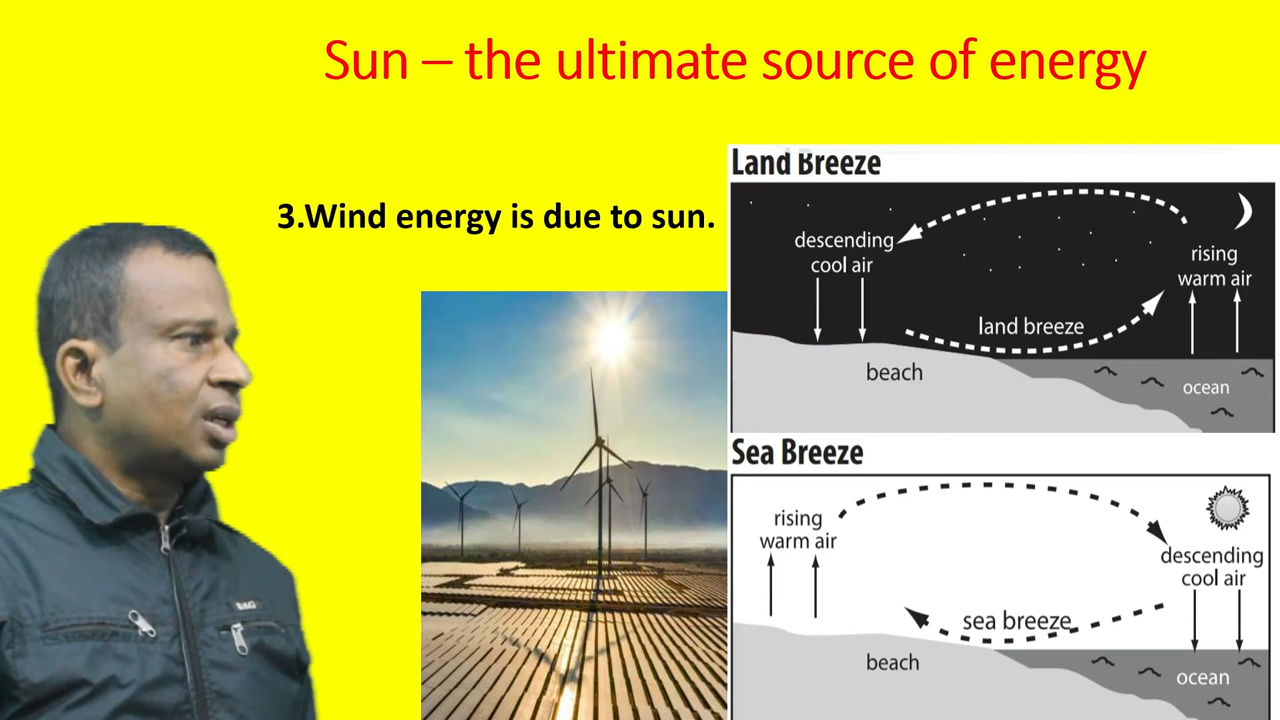 Sun – the ultimate source of energy
3.Wind energy is due to sun.
Land Breeze
descending
cool air
rising
warm air
land breeze
beach
ocean
Sea Breeze
rising
warm air
descending
cool air
sea breeze
beach
ocean